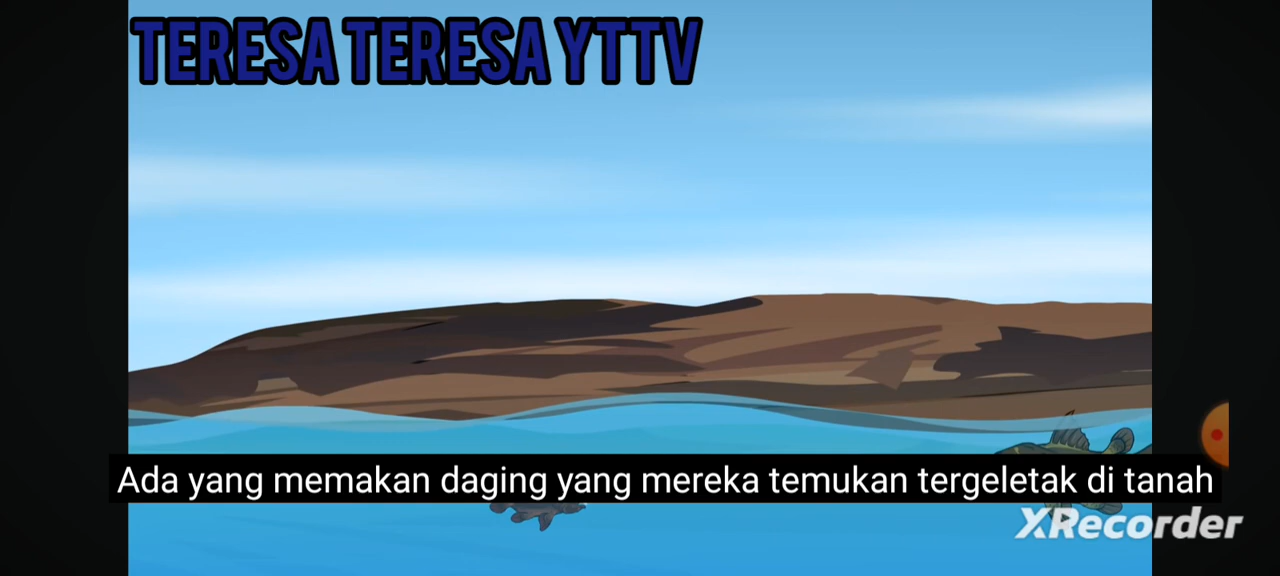 TERESA TERESA YTTV
Ada yang memakan daging yang mereka temukan tergeletak di tanah
XRecorder